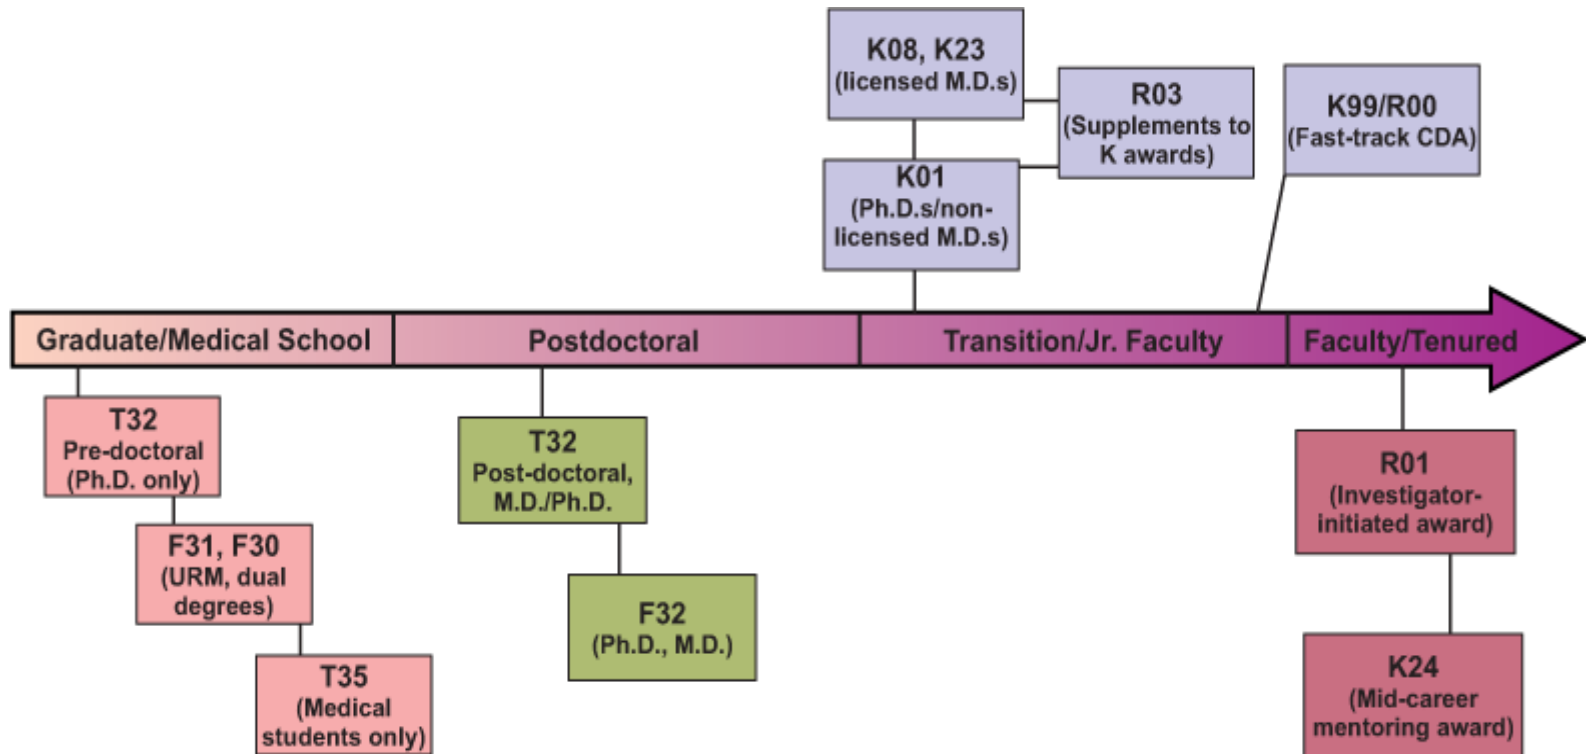 K08, K23
(licensed M.D.s)
R03
(Supplements to
K awards)
K99/R00
(Fast-track CDA)
K01
(Ph.D.s/non-
licensed M.D.s)
Graduate/Medical School
Postdoctoral
Transition/Jr. Faculty
Faculty/Tenured
T32
Pre-doctoral
(Ph.D. only)
F31, F30
(URM, dual
degrees)
T35
(Medical
students only)
T32
Post-doctoral,
M.D./Ph.D.
F32
(Ph.D., M.D.)
R01
(Investigator-
initiated award)
K24
(Mid-career
mentoring award)